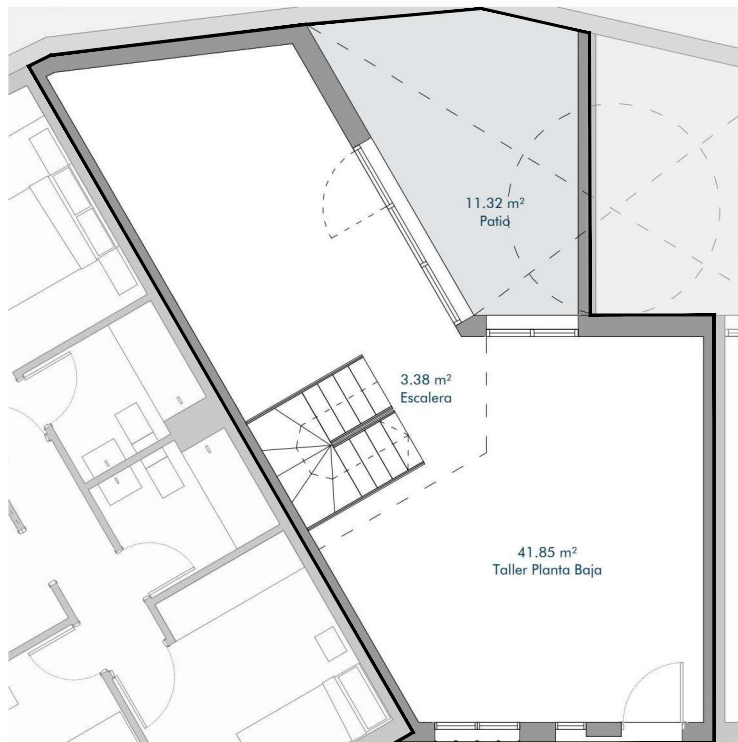 11.32 m²
Patio
3.38 m²
Escalera
41.85 m²
Taller Planta Baja